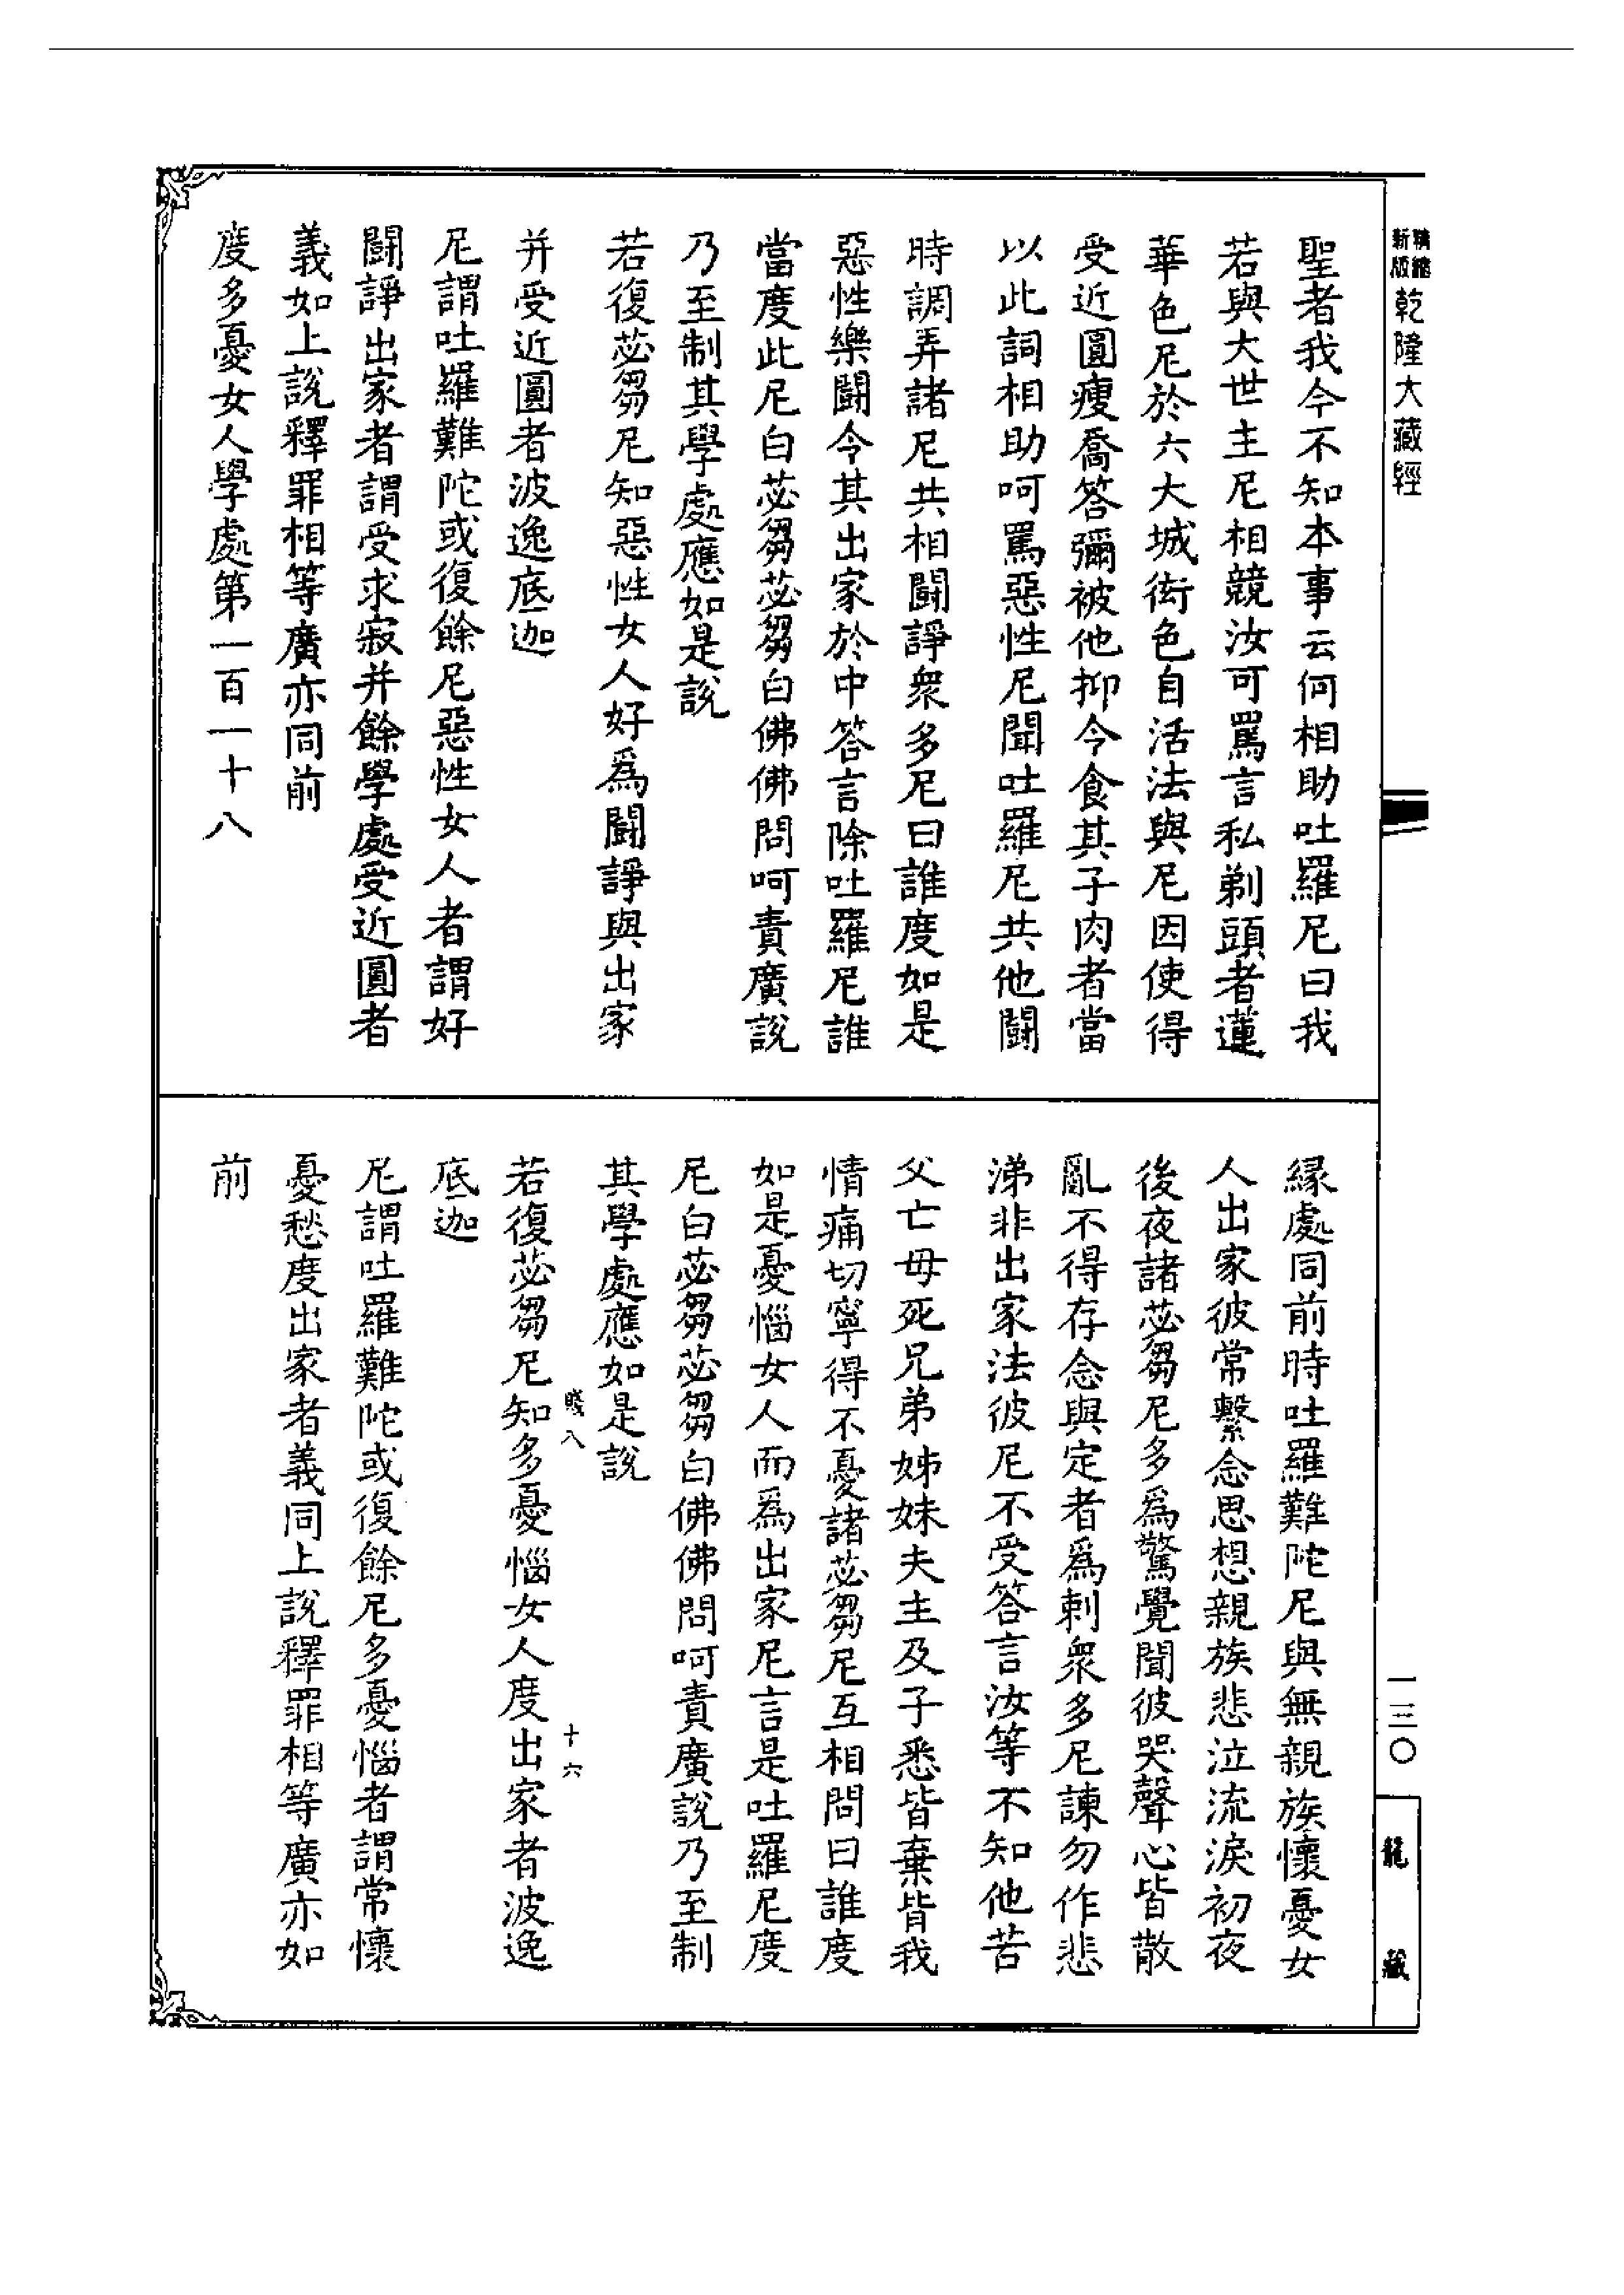 精縮新版乾隆大藏經
聖者我今不知本事云何相助吐羅尼曰我
若與大世主尼相競汝可罵言私剃頭者蓮
華色尼於六大城衒色自活法與尼因使得
受近圓瘦喬答彌被他抑令食其子肉者當
以此詞相助呵罵惡性尼聞吐羅尼共他鬪
時調弄諸尼共相鬪諍衆多尼曰誰度如是
惡性樂鬪令其出家於中答言除吐羅尼誰
當度此尼白苾芻苾芻白佛佛問呵責廣說
乃至制其學處應如是說
若復苾芻尼知惡性女人好爲鬪諍與出家
并受近圓者波逸底迦
尼謂吐羅難陀或復餘尼惡性女人者謂好
鬪諍出家者謂受求寂并餘學處受近圓者
義如上說釋罪相等廣亦同前
度多憂女人學處第一百一十八
緣處同前時吐羅難陀尼與無親族懷憂女
人出家彼常繫念思想親族悲泣流淚初夜
後夜諸苾芻尼多爲驚覺聞彼哭聲心皆散
亂不得存念與定者爲刺衆多尼諫勿作悲
涕非出家法彼尼不受答言汝等不知他苦
父亡母死兄弟姊妹夫主及子悉皆棄背我
情痛切寧得不憂諸苾芻尼互相問曰誰度
如是憂惱女人而爲出家尼言是吐羅尼度
尼白苾芻苾芻白佛佛問呵責廣說乃至制
其學處應如是說
賤八 十六
若復苾芻尼知多憂惱女人度出家者波逸
底迦
尼謂吐羅難陀或復餘尼多憂惱者謂常懷
憂愁度出家者義同上說釋罪相等廣亦如
前
一三〇
龍藏